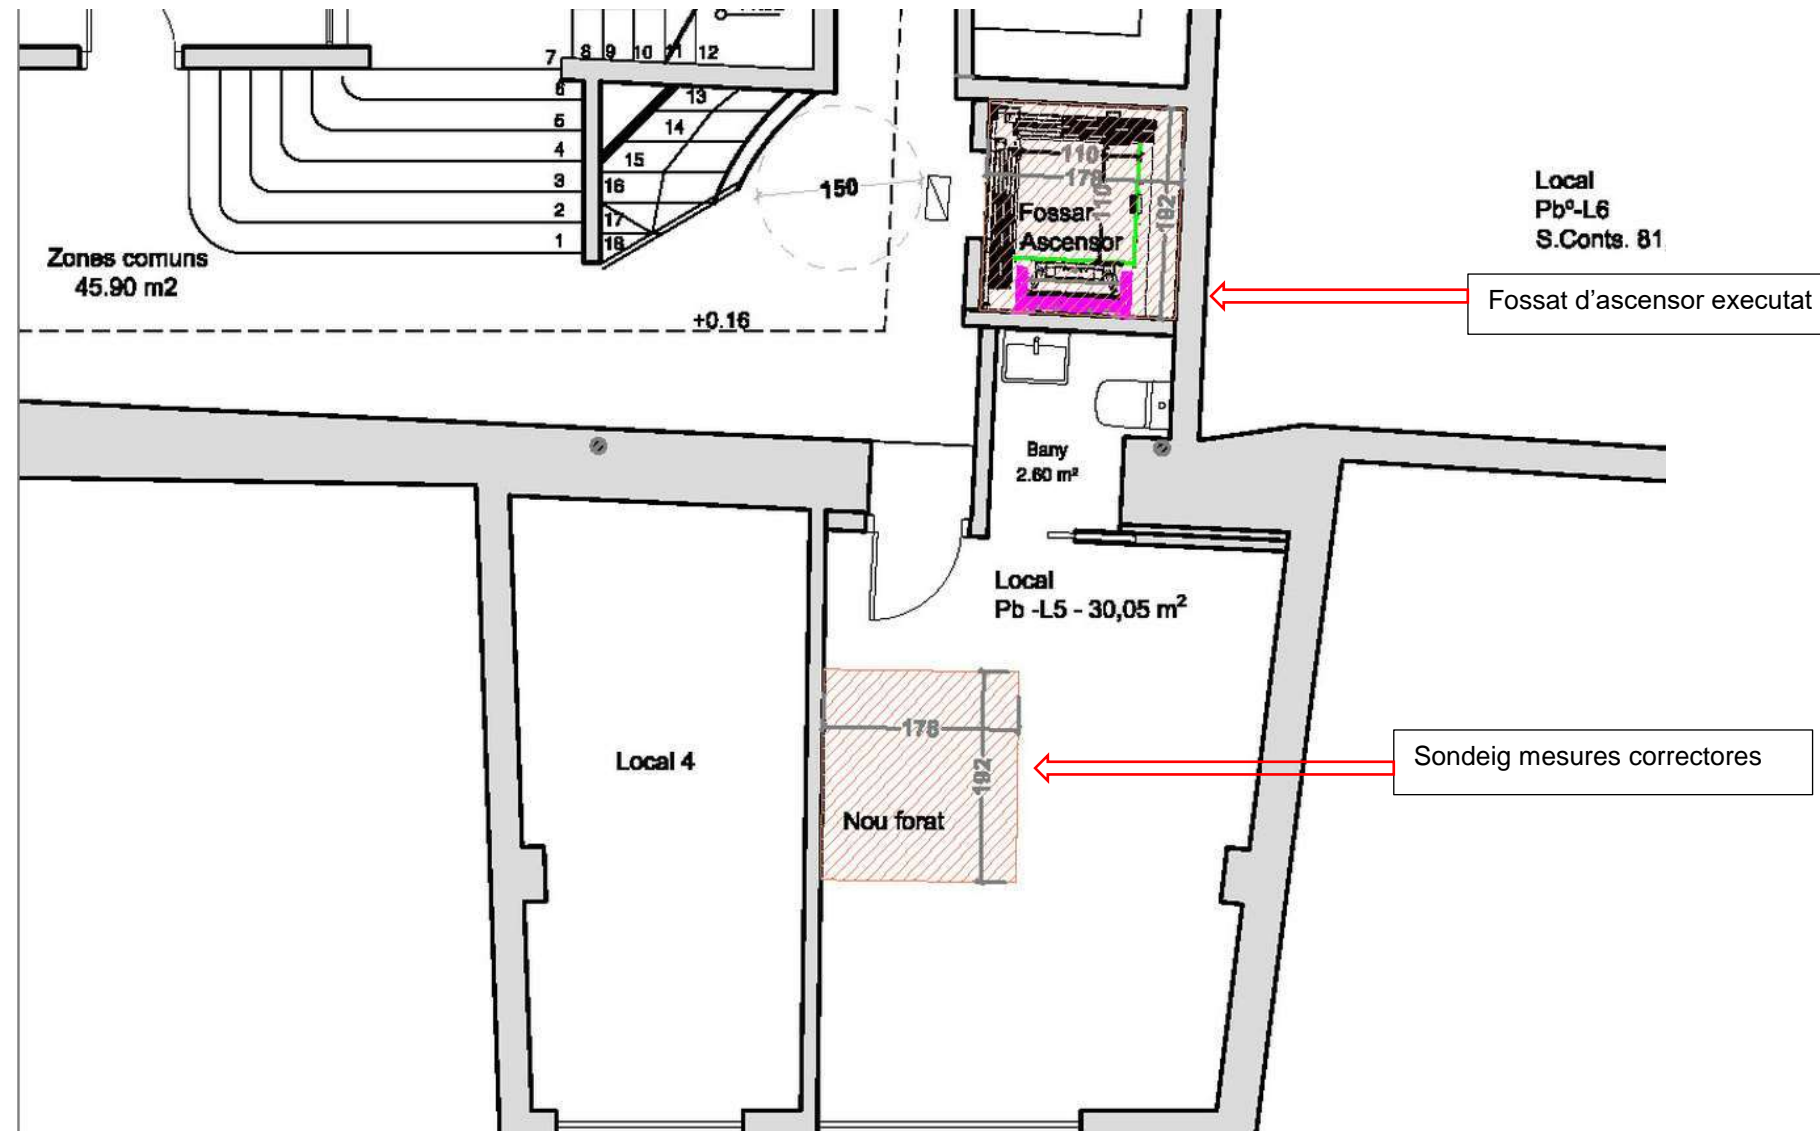 7
8
9
10
11
12
6
5
4
3
2
1
13
14
15
16
17
18
150
110
178
110
192
Fossar
Ascensor
Zones comuns
45.90 m2
+0.16
Local
Pbº-L6
S.Conts. 81
Fossat d’ascensor executat
Bany
2.60 m²
Local
Pb -L5 - 30,05 m²
178
192
Nou forat
Local 4
Sondeig mesures correctores